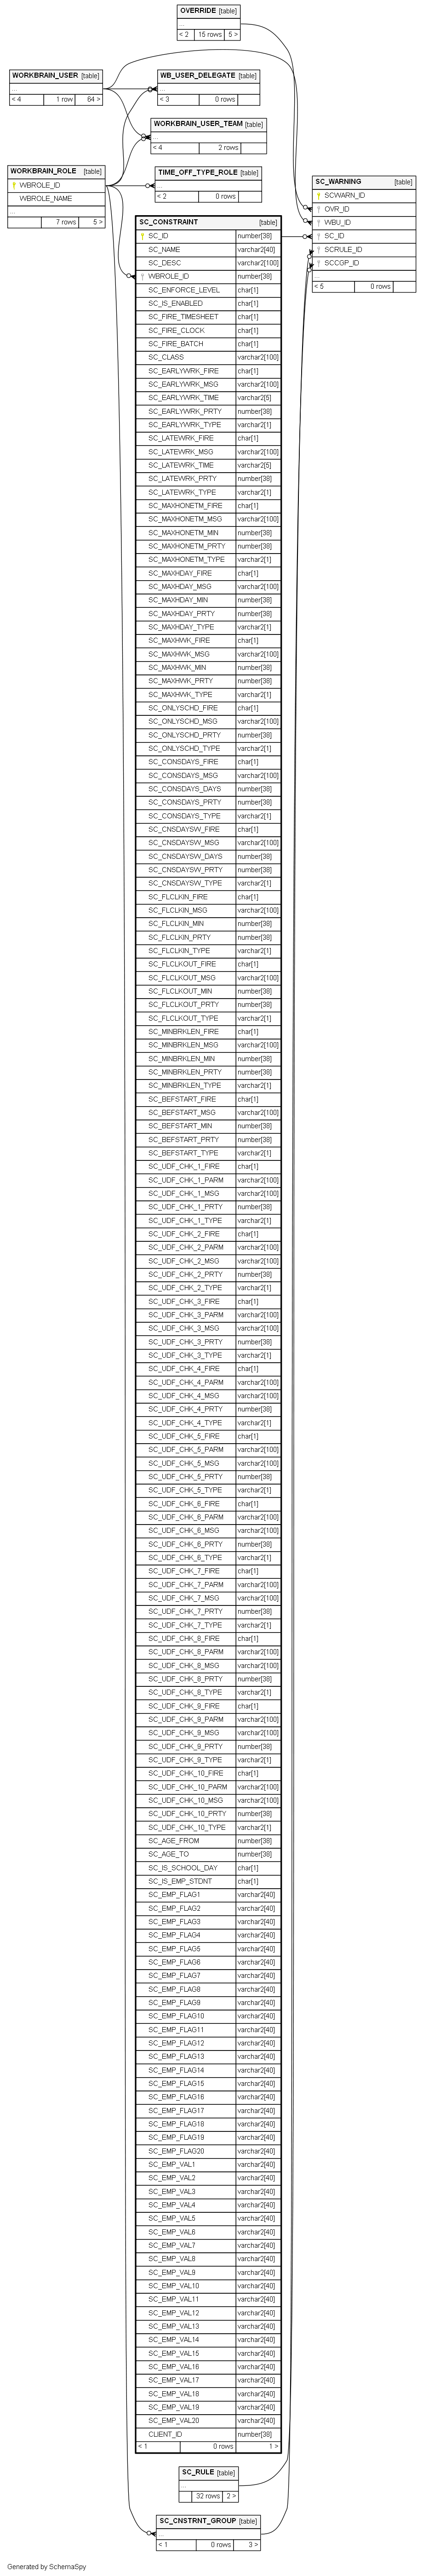 OVERRIDE [table]
...
< 2 15 rows 5 >
WORKBRAIN_USER [table]
...
< 4 1 row 64 >
WB_USER_DELEGATE [table]
...
< 3 0 rows
WORKBRAIN_USER_TEAM [table]
...
< 4 2 rows
WORKBRAIN_ROLE [table]
WBROLE_ID
WBROLE_NAME
...
7 rows 5 >
TIME_OFF_TYPE_ROLE [table]
...
< 2 0 rows
SC_WARNING [table]
SCWARN_ID
OVR_ID
WBU_ID
SC_ID
SCRULE_ID
SCCGP_ID
...
< 5 0 rows
SC_CONSTRAINT [table]
SC_ID number[38]
SC_NAME varchar2[40]
SC_DESC varchar2[100]
WBROLE_ID number[38]
SC_ENFORCE_LEVEL char[1]
SC_IS_ENABLED char[1]
SC_FIRE_TIMESHEET char[1]
SC_FIRE_CLOCK char[1]
SC_FIRE_BATCH char[1]
SC_CLASS varchar2[100]
SC_EARLYWRK_FIRE char[1]
SC_EARLYWRK_MSG varchar2[100]
SC_EARLYWRK_TIME varchar2[5]
SC_EARLYWRK_PRTY number[38]
SC_EARLYWRK_TYPE varchar2[1]
SC_LATEWRK_FIRE char[1]
SC_LATEWRK_MSG varchar2[100]
SC_LATEWRK_TIME varchar2[5]
SC_LATEWRK_PRTY number[38]
SC_LATEWRK_TYPE varchar2[1]
SC_MAXHONETM_FIRE char[1]
SC_MAXHONETM_MSG varchar2[100]
SC_MAXHONETM_MIN number[38]
SC_MAXHONETM_PRTY number[38]
SC_MAXHONETM_TYPE varchar2[1]
SC_MAXHDAY_FIRE char[1]
SC_MAXHDAY_MSG varchar2[100]
SC_MAXHDAY_MIN number[38]
SC_MAXHDAY_PRTY number[38]
SC_MAXHDAY_TYPE varchar2[1]
SC_MAXHWK_FIRE char[1]
SC_MAXHWK_MSG varchar2[100]
SC_MAXHWK_MIN number[38]
SC_MAXHWK_PRTY number[38]
SC_MAXHWK_TYPE varchar2[1]
SC_ONLYSCHD_FIRE char[1]
SC_ONLYSCHD_MSG varchar2[100]
SC_ONLYSCHD_PRTY number[38]
SC_ONLYSCHD_TYPE varchar2[1]
SC_CONSDAYS_FIRE char[1]
SC_CONSDAYS_MSG varchar2[100]
SC_CONSDAYS_DAYS number[38]
SC_CONSDAYS_PRTY number[38]
SC_CONSDAYS_TYPE varchar2[1]
SC_CNSDAYSW_FIRE char[1]
SC_CNSDAYSW_MSG varchar2[100]
SC_CNSDAYSW_DAYS number[38]
SC_CNSDAYSW_PRTY number[38]
SC_CNSDAYSW_TYPE varchar2[1]
SC_FLCLKIN_FIRE char[1]
SC_FLCLKIN_MSG varchar2[100]
SC_FLCLKIN_MIN number[38]
SC_FLCLKIN_PRTY number[38]
SC_FLCLKIN_TYPE varchar2[1]
SC_FLCLKOUT_FIRE char[1]
SC_FLCLKOUT_MSG varchar2[100]
SC_FLCLKOUT_MIN number[38]
SC_FLCLKOUT_PRTY number[38]
SC_FLCLKOUT_TYPE varchar2[1]
SC_MINBRKLEN_FIRE char[1]
SC_MINBRKLEN_MSG varchar2[100]
SC_MINBRKLEN_MIN number[38]
SC_MINBRKLEN_PRTY number[38]
SC_MINBRKLEN_TYPE varchar2[1]
SC_BEFSTART_FIRE char[1]
SC_BEFSTART_MSG varchar2[100]
SC_BEFSTART_MIN number[38]
SC_BEFSTART_PRTY number[38]
SC_BEFSTART_TYPE varchar2[1]
SC_UDF_CHK_1_FIRE char[1]
SC_UDF_CHK_1_PARM varchar2[100]
SC_UDF_CHK_1_MSG varchar2[100]
SC_UDF_CHK_1_PRTY number[38]
SC_UDF_CHK_1_TYPE varchar2[1]
SC_UDF_CHK_2_FIRE char[1]
SC_UDF_CHK_2_PARM varchar2[100]
SC_UDF_CHK_2_MSG varchar2[100]
SC_UDF_CHK_2_PRTY number[38]
SC_UDF_CHK_2_TYPE varchar2[1]
SC_UDF_CHK_3_FIRE char[1]
SC_UDF_CHK_3_PARM varchar2[100]
SC_UDF_CHK_3_MSG varchar2[100]
SC_UDF_CHK_3_PRTY number[38]
SC_UDF_CHK_3_TYPE varchar2[1]
SC_UDF_CHK_4_FIRE char[1]
SC_UDF_CHK_4_PARM varchar2[100]
SC_UDF_CHK_4_MSG varchar2[100]
SC_UDF_CHK_4_PRTY number[38]
SC_UDF_CHK_4_TYPE varchar2[1]
SC_UDF_CHK_5_FIRE char[1]
SC_UDF_CHK_5_PARM varchar2[100]
SC_UDF_CHK_5_MSG varchar2[100]
SC_UDF_CHK_5_PRTY number[38]
SC_UDF_CHK_5_TYPE varchar2[1]
SC_UDF_CHK_6_FIRE char[1]
SC_UDF_CHK_6_PARM varchar2[100]
SC_UDF_CHK_6_MSG varchar2[100]
SC_UDF_CHK_6_PRTY number[38]
SC_UDF_CHK_6_TYPE varchar2[1]
SC_UDF_CHK_7_FIRE char[1]
SC_UDF_CHK_7_PARM varchar2[100]
SC_UDF_CHK_7_MSG varchar2[100]
SC_UDF_CHK_7_PRTY number[38]
SC_UDF_CHK_7_TYPE varchar2[1]
SC_UDF_CHK_8_FIRE char[1]
SC_UDF_CHK_8_PARM varchar2[100]
SC_UDF_CHK_8_MSG varchar2[100]
SC_UDF_CHK_8_PRTY number[38]
SC_UDF_CHK_8_TYPE varchar2[1]
SC_UDF_CHK_9_FIRE char[1]
SC_UDF_CHK_9_PARM varchar2[100]
SC_UDF_CHK_9_MSG varchar2[100]
SC_UDF_CHK_9_PRTY number[38]
SC_UDF_CHK_9_TYPE varchar2[1]
SC_UDF_CHK_10_FIRE char[1]
SC_UDF_CHK_10_PARM varchar2[100]
SC_UDF_CHK_10_MSG varchar2[100]
SC_UDF_CHK_10_PRTY number[38]
SC_UDF_CHK_10_TYPE varchar2[1]
SC_AGE_FROM number[38]
SC_AGE_TO number[38]
SC_IS_SCHOOL_DAY char[1]
SC_IS_EMP_STDNT char[1]
SC_EMP_FLAG1 varchar2[40]
SC_EMP_FLAG2 varchar2[40]
SC_EMP_FLAG3 varchar2[40]
SC_EMP_FLAG4 varchar2[40]
SC_EMP_FLAG5 varchar2[40]
SC_EMP_FLAG6 varchar2[40]
SC_EMP_FLAG7 varchar2[40]
SC_EMP_FLAG8 varchar2[40]
SC_EMP_FLAG9 varchar2[40]
SC_EMP_FLAG10 varchar2[40]
SC_EMP_FLAG11 varchar2[40]
SC_EMP_FLAG12 varchar2[40]
SC_EMP_FLAG13 varchar2[40]
SC_EMP_FLAG14 varchar2[40]
SC_EMP_FLAG15 varchar2[40]
SC_EMP_FLAG16 varchar2[40]
SC_EMP_FLAG17 varchar2[40]
SC_EMP_FLAG18 varchar2[40]
SC_EMP_FLAG19 varchar2[40]
SC_EMP_FLAG20 varchar2[40]
SC_EMP_VAL1 varchar2[40]
SC_EMP_VAL2 varchar2[40]
SC_EMP_VAL3 varchar2[40]
SC_EMP_VAL4 varchar2[40]
SC_EMP_VAL5 varchar2[40]
SC_EMP_VAL6 varchar2[40]
SC_EMP_VAL7 varchar2[40]
SC_EMP_VAL8 varchar2[40]
SC_EMP_VAL9 varchar2[40]
SC_EMP_VAL10 varchar2[40]
SC_EMP_VAL11 varchar2[40]
SC_EMP_VAL12 varchar2[40]
SC_EMP_VAL13 varchar2[40]
SC_EMP_VAL14 varchar2[40]
SC_EMP_VAL15 varchar2[40]
SC_EMP_VAL16 varchar2[40]
SC_EMP_VAL17 varchar2[40]
SC_EMP_VAL18 varchar2[40]
SC_EMP_VAL19 varchar2[40]
SC_EMP_VAL20 varchar2[40]
CLIENT_ID number[38]
< 1 0 rows 1 >
SC_RULE [table]
...
32 rows 2 >
SC_CNSTRNT_GROUP [table]
...
< 1 0 rows 3 >
Generated by SchemaSpy